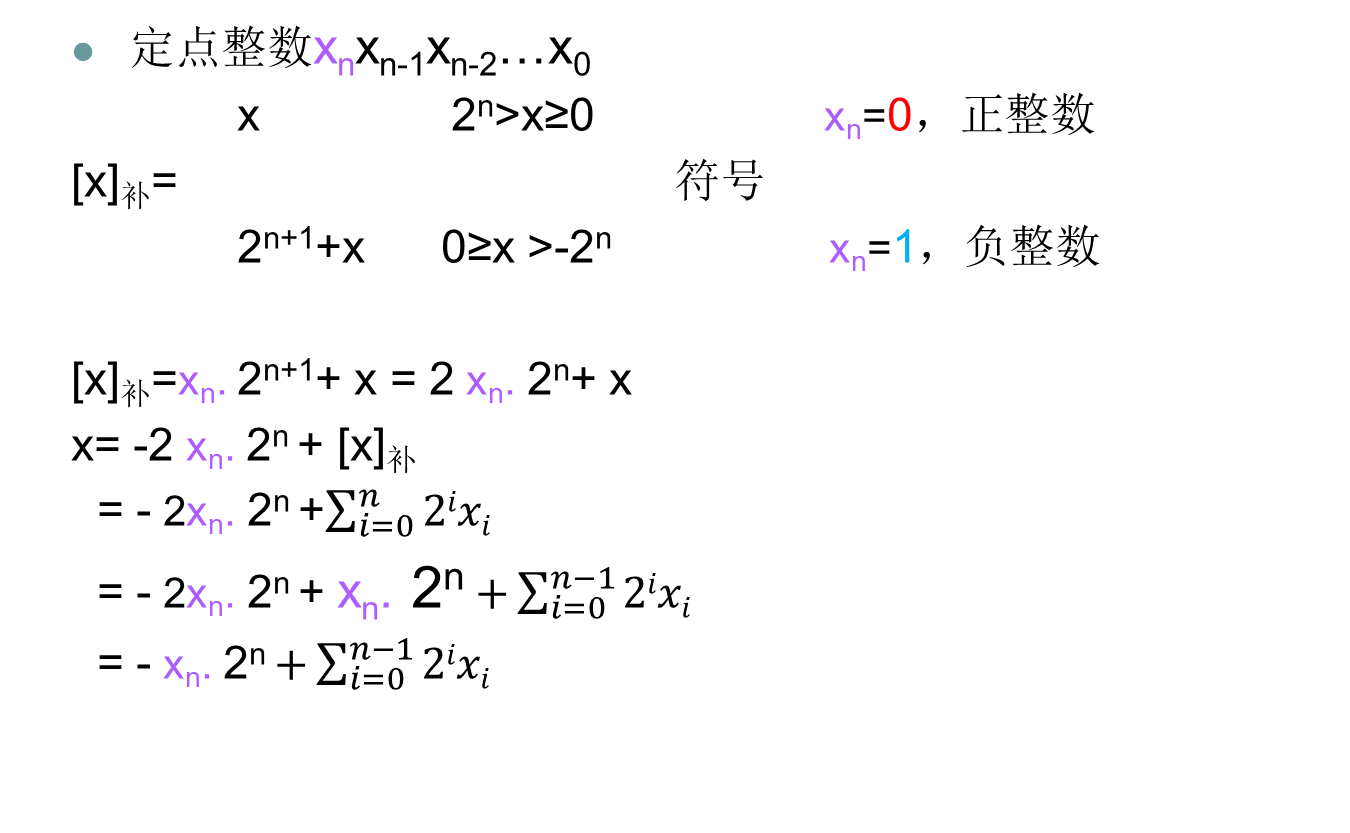 ● 定点整数xₙxₙ₋₁xₙ₋₂…x₀
x 2ⁿ>x≥0 xₙ=0，正整数
[x]补= 符号
2ⁿ⁺¹+x 0≥x >-2ⁿ xₙ=1，负整数
[x]补=xₙ. 2ⁿ⁺¹+ x = 2 xₙ. 2ⁿ+ x
x= -2 xₙ. 2ⁿ + [x]补
= - 2xₙ. 2ⁿ +∑ⁿᵢ₌₀ 2ⁱxᵢ
= - 2xₙ. 2ⁿ + xₙ. 2ⁿ + ∑ⁿ⁻¹ᵢ₌₀ 2ⁱxᵢ
= - xₙ. 2ⁿ + ∑ⁿ⁻¹ᵢ₌₀ 2ⁱxᵢ